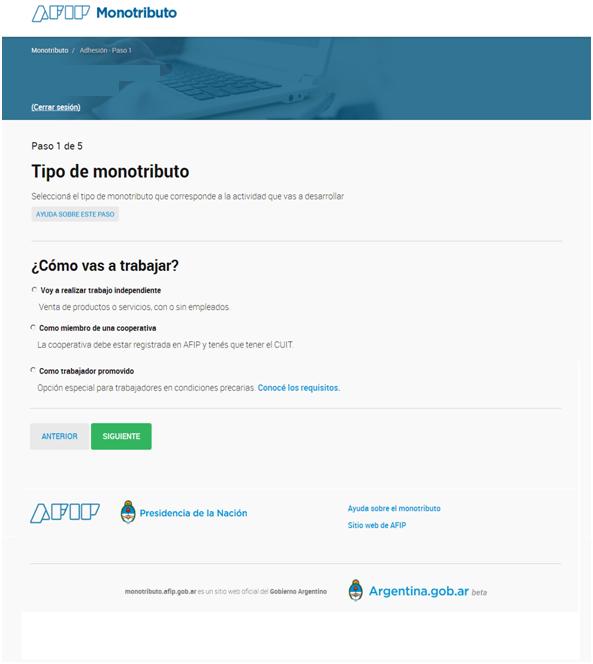 AFIP Monotributo
Monotributo / Adhesión - Paso 1
(Cerrar sesión)
Paso 1 de 5
Tipo de monotributo
Seleccioná el tipo de monotributo que corresponde a la actividad que vas a desarrollar
AYUDA SOBRE ESTE PASO
¿Cómo vas a trabajar?
Voy a realizar trabajo independiente
Venta de productos o servicios, con o sin empleados
Como miembro de una cooperativa
La cooperativa debe estar registrada en AFIP y tenés que tener el CUIT.
Como trabajador promovido
Opción especial para trabajadores en condiciones precarias. Conocé los requisitos.
ANTERIOR SIGUIENTE
AFIP Presidencia de la Nación
Ayuda sobre el monotributo
Sitio web de AFIP
monotributo.afip.gob.ar es un sitio web oficial del Gobierno Argentino
Argentina.gob.ar beta